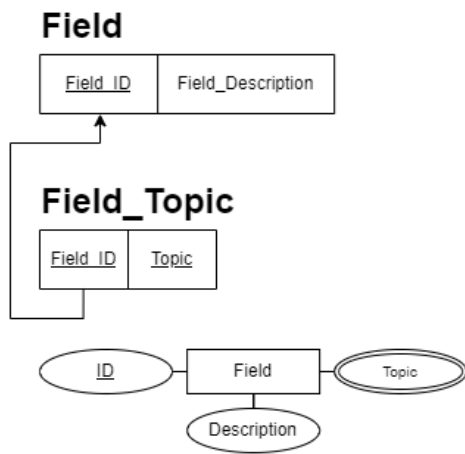 Field
Field_ID Field_Description
Field_Topic
Field_ID Topic
ID Field Topic
Description